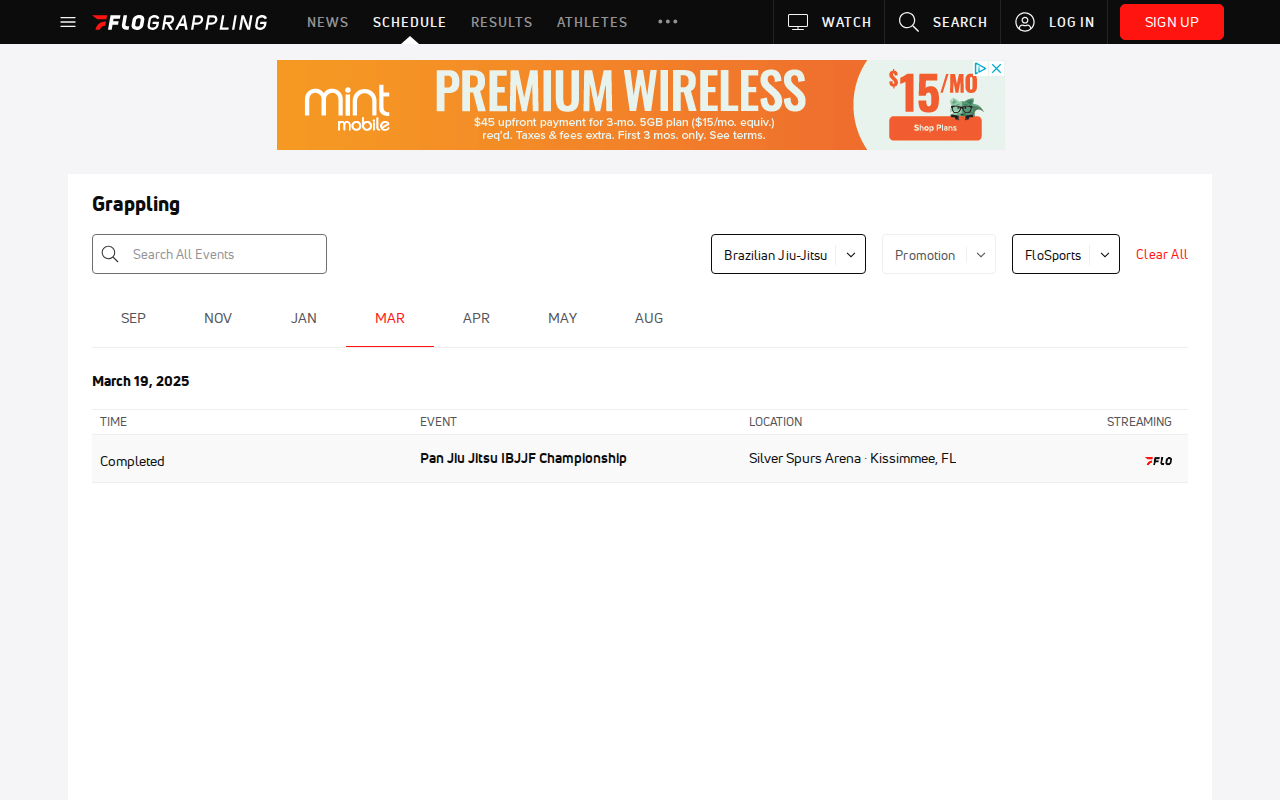 FLOGRAPPLING NEWS SCHEDULE RESULTS ATHLETES WATCH SEARCH LOG IN SIGN UP
mint mobile
PREMIUM WIRELESS
$45 upfront payment for 3-mo. 5GB plan ($15/mo. equiv.)
req'd. Taxes & fees extra. First 3 mos. only. See terms.
$15/MO
Shop Plans
Grappling
Search All Events Brazilian Jiu-Jitsu Promotion FloSports Clear All
SEP NOV JAN MAR APR MAY AUG
March 19, 2025
TIME EVENT LOCATION STREAMING
Completed Pan Jiu Jitsu IBJJF Championship Silver Spurs Arena · Kissimmee, FL FLO